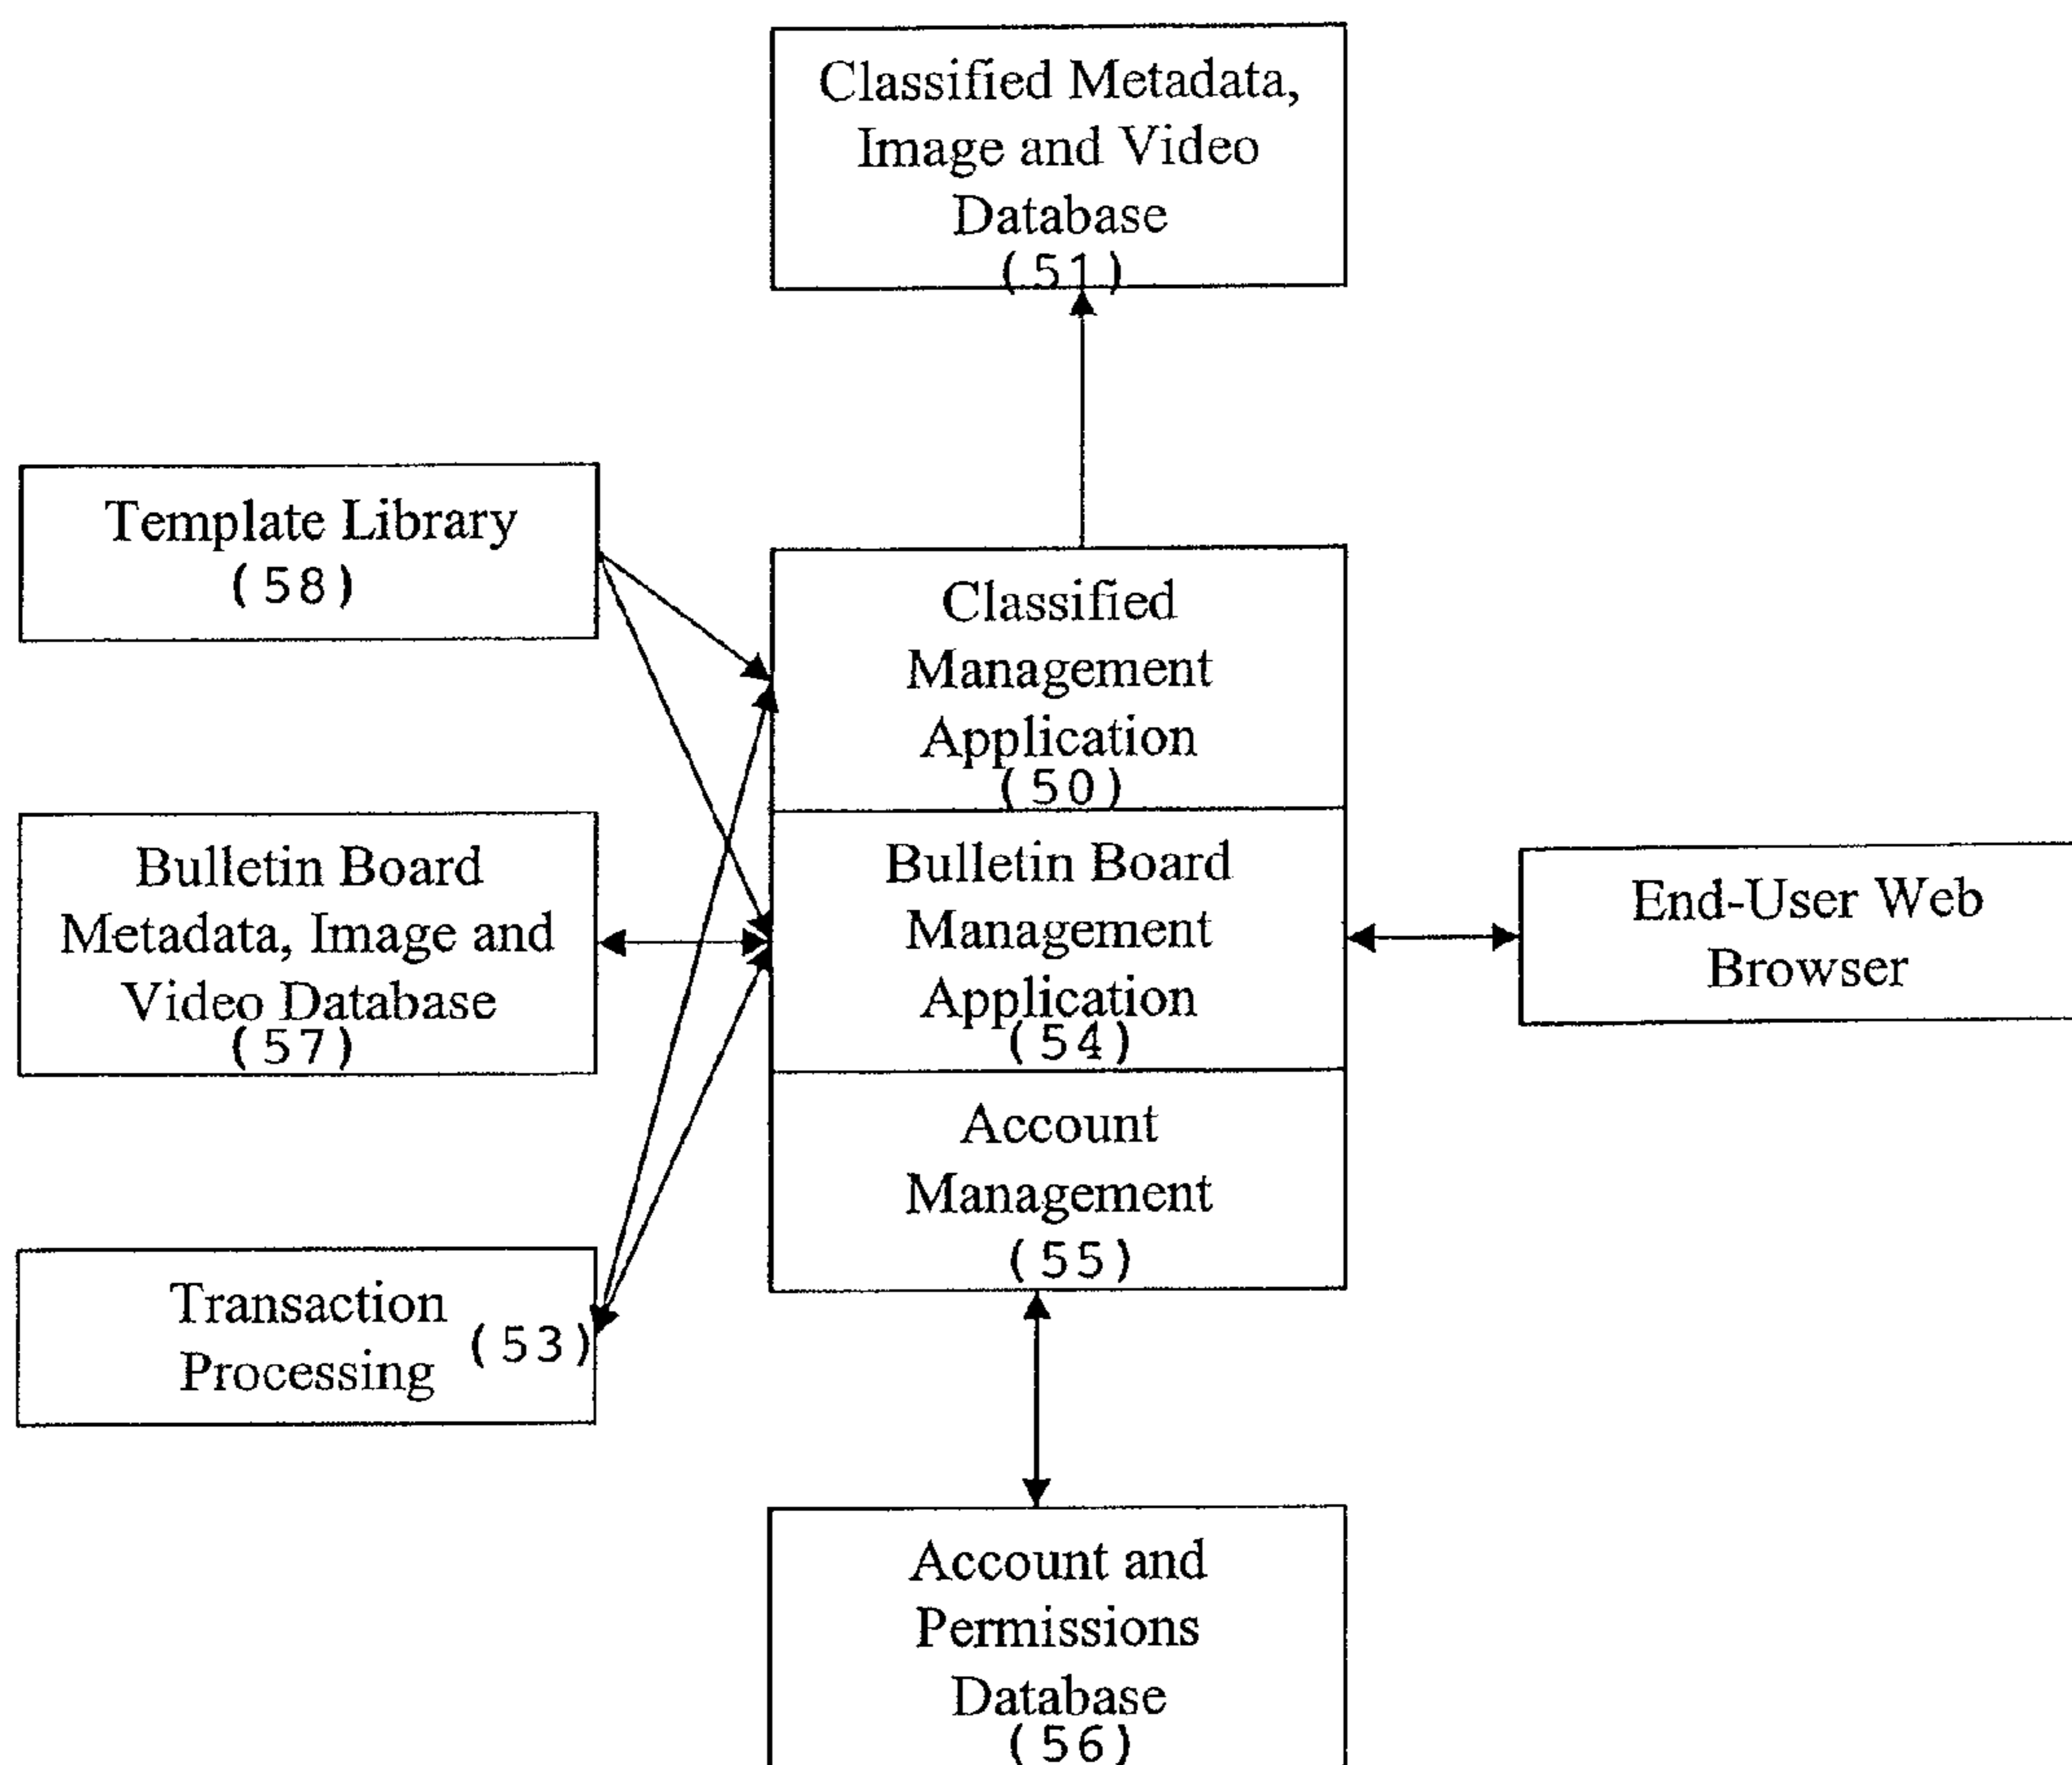 Classified Metadata,
Image and Video
Database
(51)
Template Library
(58)
Classified
Management
Application
(50)
Bulletin Board
Metadata, Image and
Video Database
(57)
Bulletin Board
Management
Application
(54)
End-User Web
Browser
Account
Management
(55)
Transaction
Processing
(53)
Account and
Permissions
Database
(56)